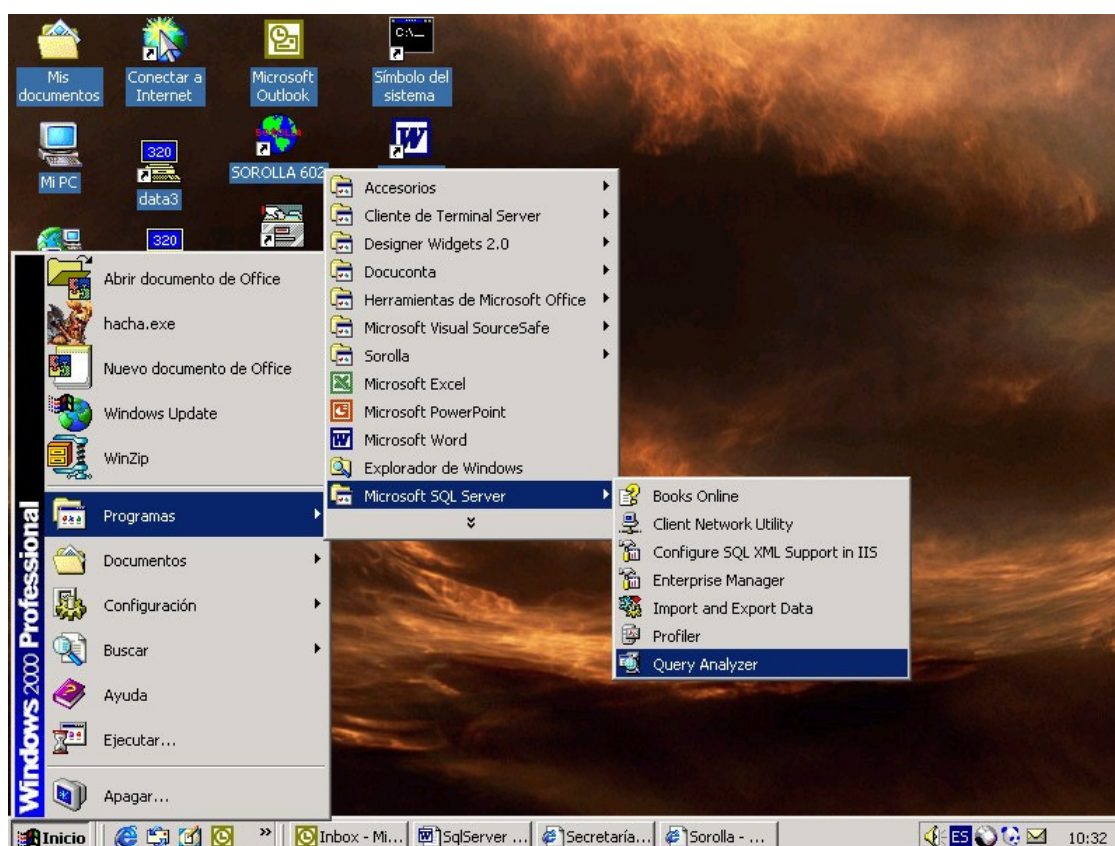 Mis
documentos
Conectar a
Internet
Microsoft
Outlook
C:\_
Símbolo del
sistema
Mi PC
320
data3
SOROLLA
SOROLLA 602
W
320
Abrir documento de Office
hacha.exe
Nuevo documento de Office
Windows Update
WinZip
Programas
Documentos
Configuración
Buscar
Ayuda
Ejecutar...
Apagar...
Windows 2000 Professional
Accesorios
Cliente de Terminal Server
Designer Widgets 2.0
Docuconta
Herramientas de Microsoft Office
Microsoft Visual SourceSafe
Sorolla
Microsoft Excel
Microsoft PowerPoint
Microsoft Word
Explorador de Windows
Microsoft SQL Server
Books Online
Client Network Utility
Configure SQL XML Support in IIS
Enterprise Manager
Import and Export Data
Profiler
Query Analyzer
Inicio
»
Inbox - Mi...
SqlServer ...
Secretaría...
Sorolla - ...
ES
10:32